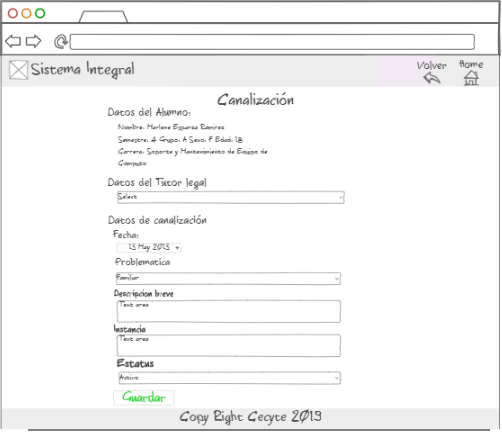 Sistema Integral
Volver
Home
Canalización
Datos del Alumno:
Nombre: Marlene Esparza Ramirez
Semestre: 4 Grupo: A Sexo: F Edad: 18
Carrera: Soporte y Mantenimiento de Equipo de
Computo
Datos del Tutor legal
Select
Datos de canalización
Fecha:
13 May 2013
Problematica
Familiar
Descripcion breve
Text area
Instancia
Text area
Estatus
Activo
Guardar
Copy Right Cecyte 2013